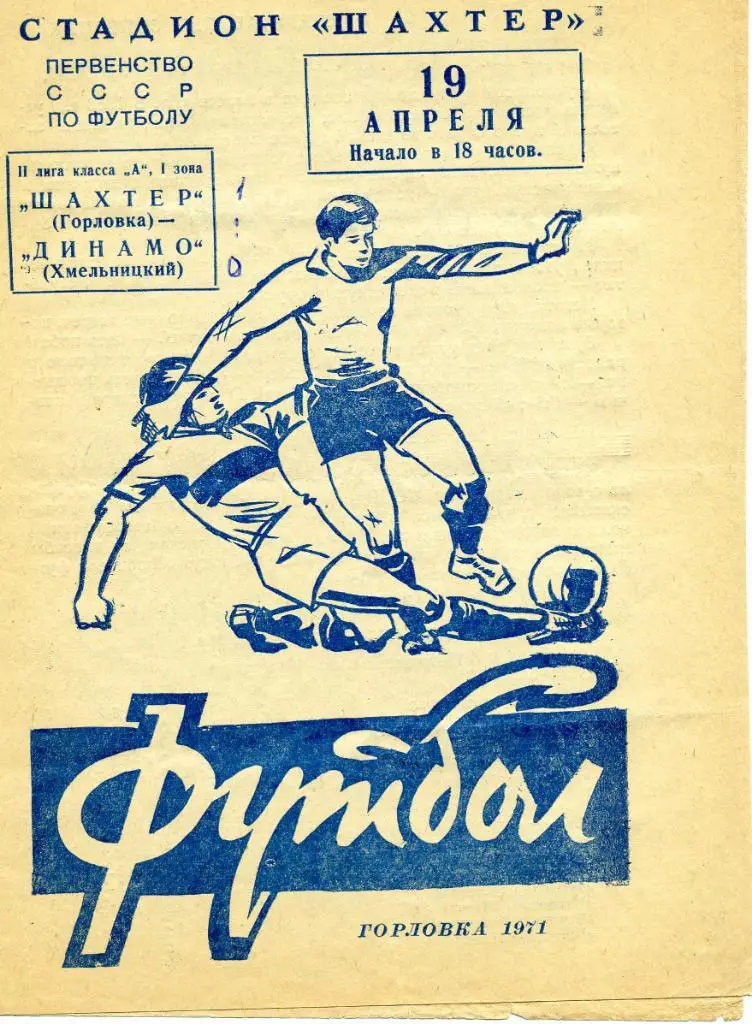 СТАДИОН «ШАХТЕР»
ПЕРВЕНСТВО
СССР
ПО ФУТБОЛУ
19
АПРЕЛЯ
Начало в 18 часов.
II лига класса „А“, I зона
„ШАХТЕР“
(Горловка) —
„ДИНАМО“
(Хмельницкий)
1
:
0
Футбол
ГОРЛОВКА 1971